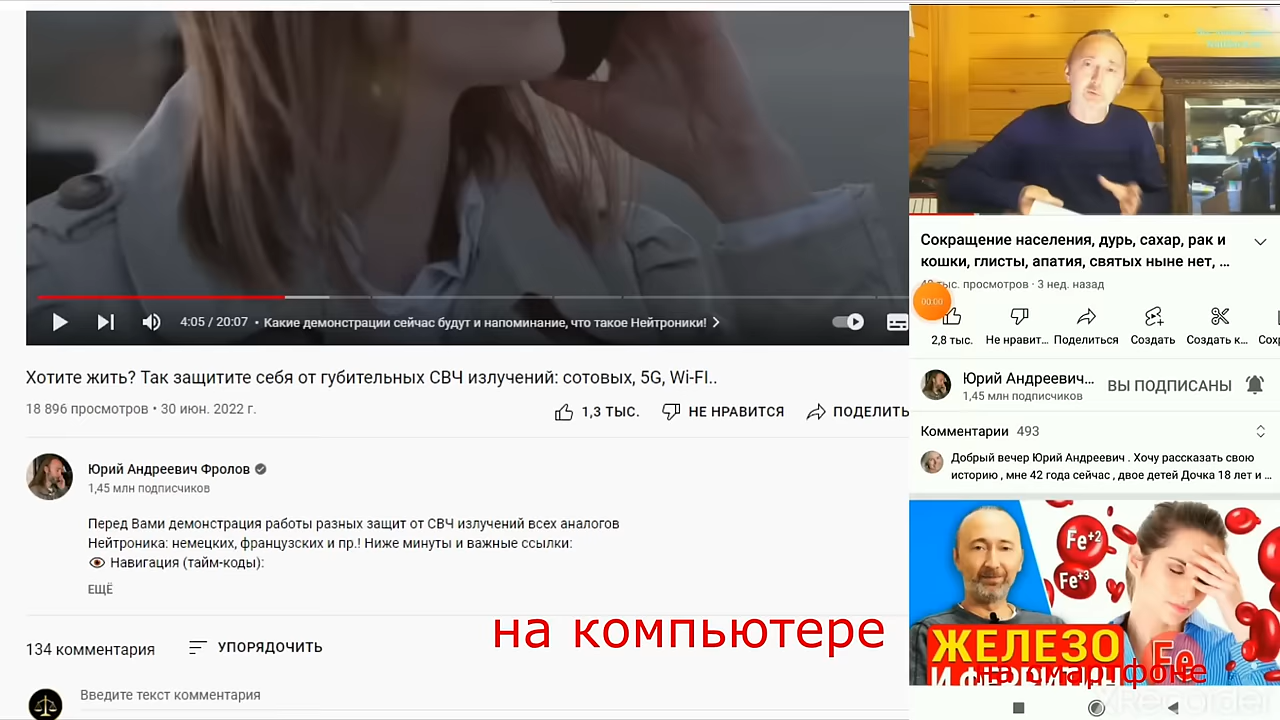 4:05 / 20:07 • Какие демонстрации сейчас будут и напоминание, что такое Нейтроники!
Хотите жить? Так защитите себя от губительных СВЧ излучений: сотовых, 5G, Wi-FI..
18 896 просмотров • 30 июн. 2022 г.
1,3 ТЫС.
НЕ НРАВИТСЯ
ПОДЕЛИТЬ
Юрий Андреевич Фролов
1,45 млн подписчиков
Перед Вами демонстрация работы разных защит от СВЧ излучений всех аналогов
Нейтроника: немецких, французских и пр.! Ниже минуты и важные ссылки:
Навигация (тайм-коды):
ЕЩЁ
на компьютере
134 комментария
УПОРЯДОЧИТЬ
Введите текст комментария
Сокращение населения, дурь, сахар, рак и
кошки, глисты, апатия, святых ныне нет, ...
тыс. просмотров · 3 нед. назад
00:00
2,8 тыс.
Не нравит...
Поделиться
Создать
Создать к...
Сохр
Юрий Андреевич...
1,45 млн подписчиков
ВЫ ПОДПИСАНЫ
Комментарии 493
Добрый вечер Юрий Андреевич . Хочу рассказать свою
историю , мне 42 года сейчас , двое детей Дочка 18 лет и ...
Fe+2
Fe+3
ЖЕЛЕЗО
Fe
XRecorder